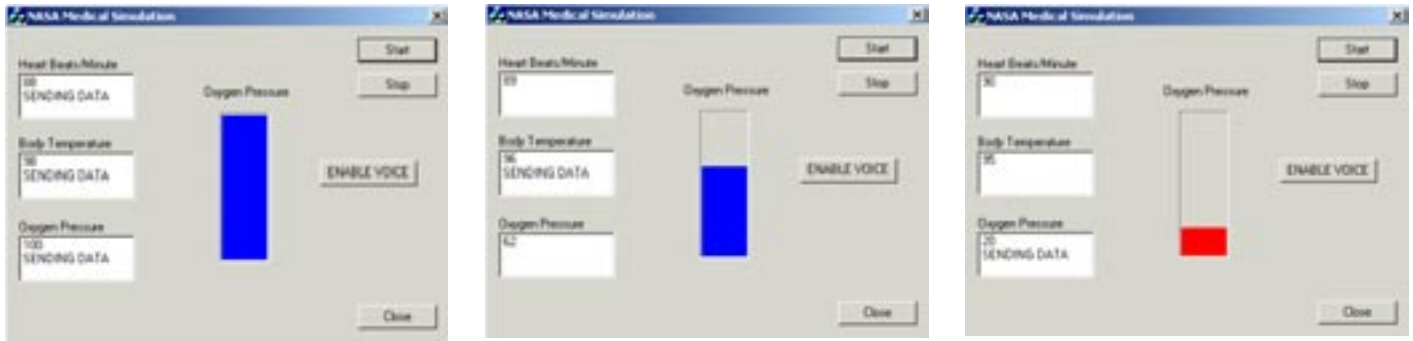 NASA Medical Simulation
Start
Heart Beats/Minute
88
SENDING DATA
Stop
Oxygen Pressure
Body Temperature
98
SENDING DATA
ENABLE VOICE
Oxygen Pressure
100
SENDING DATA
Close
NASA Medical Simulation
Start
Heart Beats/Minute
89
Stop
Oxygen Pressure
Body Temperature
96
SENDING DATA
ENABLE VOICE
Oxygen Pressure
62
Close
NASA Medical Simulation
Start
Heart Beats/Minute
90
Stop
Oxygen Pressure
Body Temperature
95
ENABLE VOICE
Oxygen Pressure
20
SENDING DATA
Close